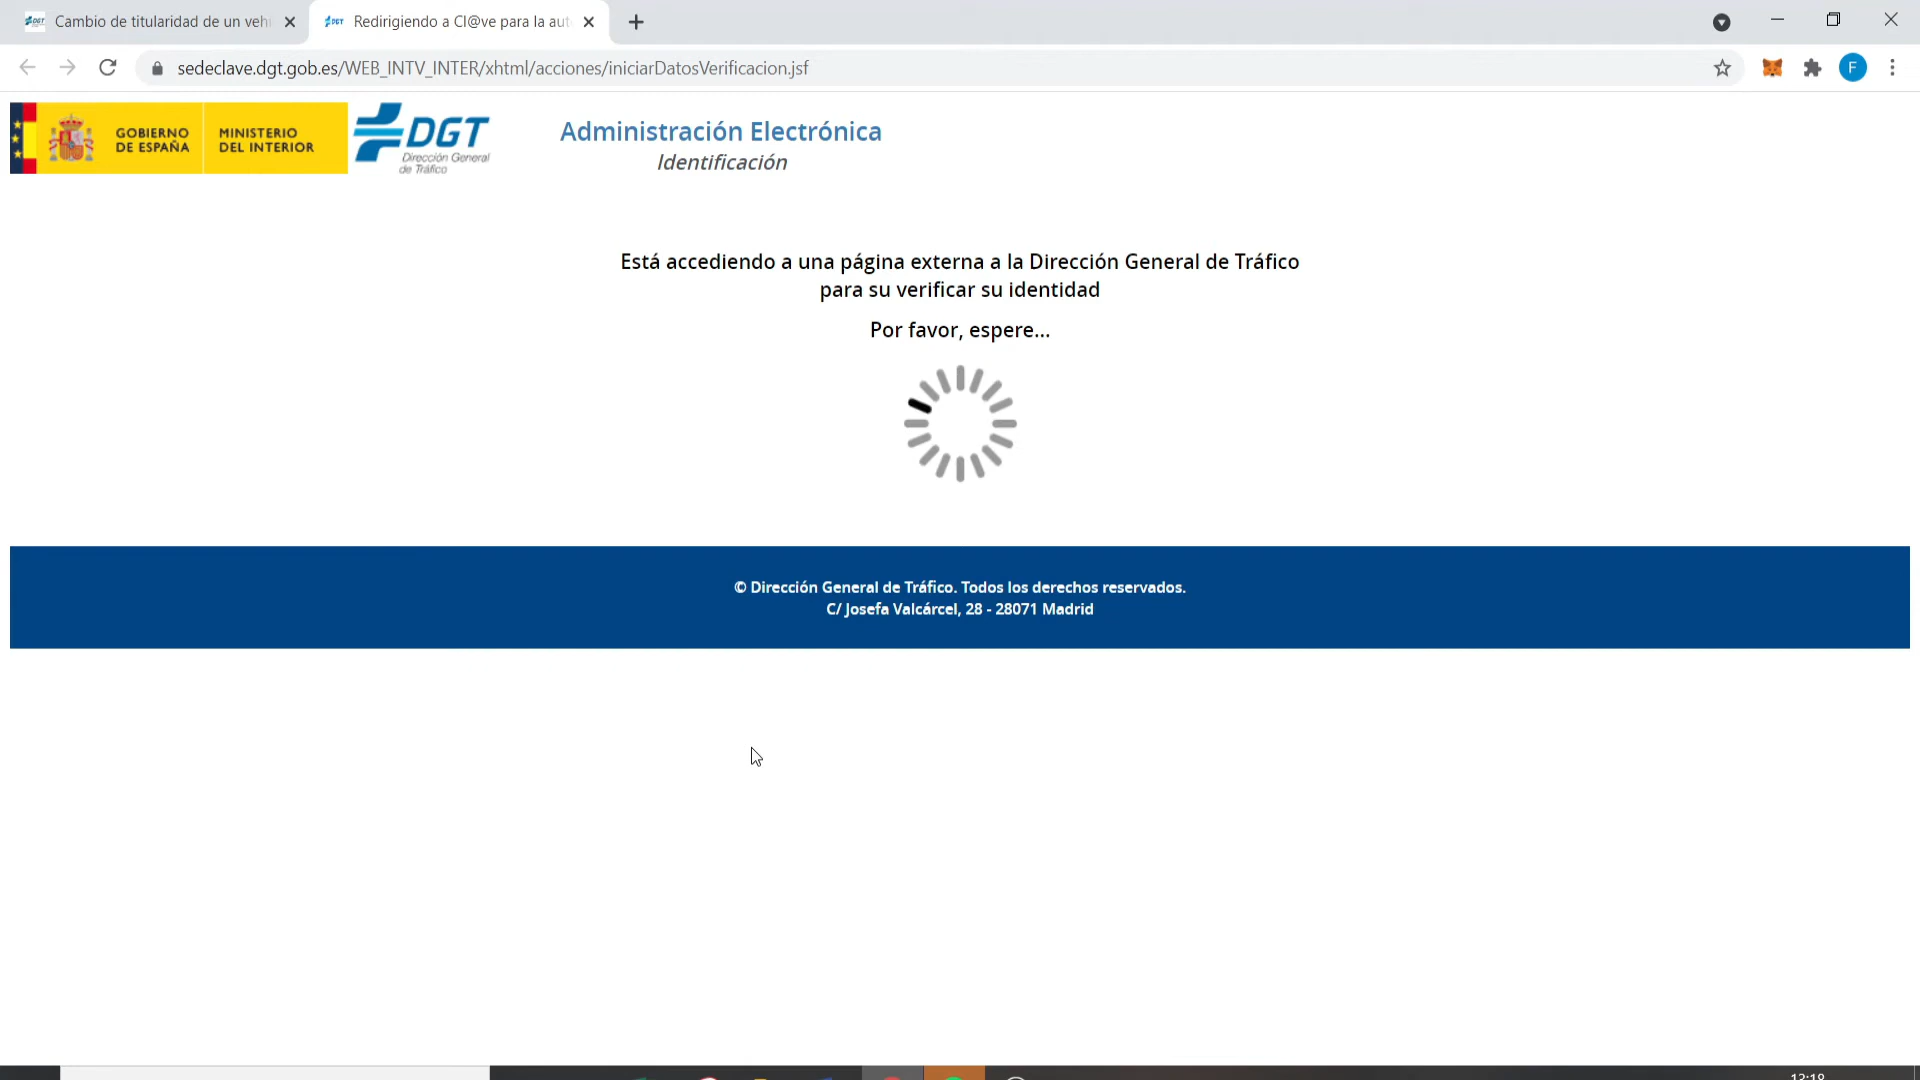 Cambio de titularidad de un veh
Redirigiendo a Cl@ve para la aut
F
sedeclave.dgt.gob.es/WEB_INTV_INTER/xhtml/acciones/iniciarDatosVerificacion.jsf
GOBIERNO
DE ESPAÑA
MINISTERIO
DEL INTERIOR
DGT
Dirección General
de Tráfico
Administración Electrónica
Identificación
Está accediendo a una página externa a la Dirección General de Tráfico
para su verificar su identidad
Por favor, espere...
© Dirección General de Tráfico. Todos los derechos reservados.
C/ Josefa Valcárcel, 28 - 28071 Madrid